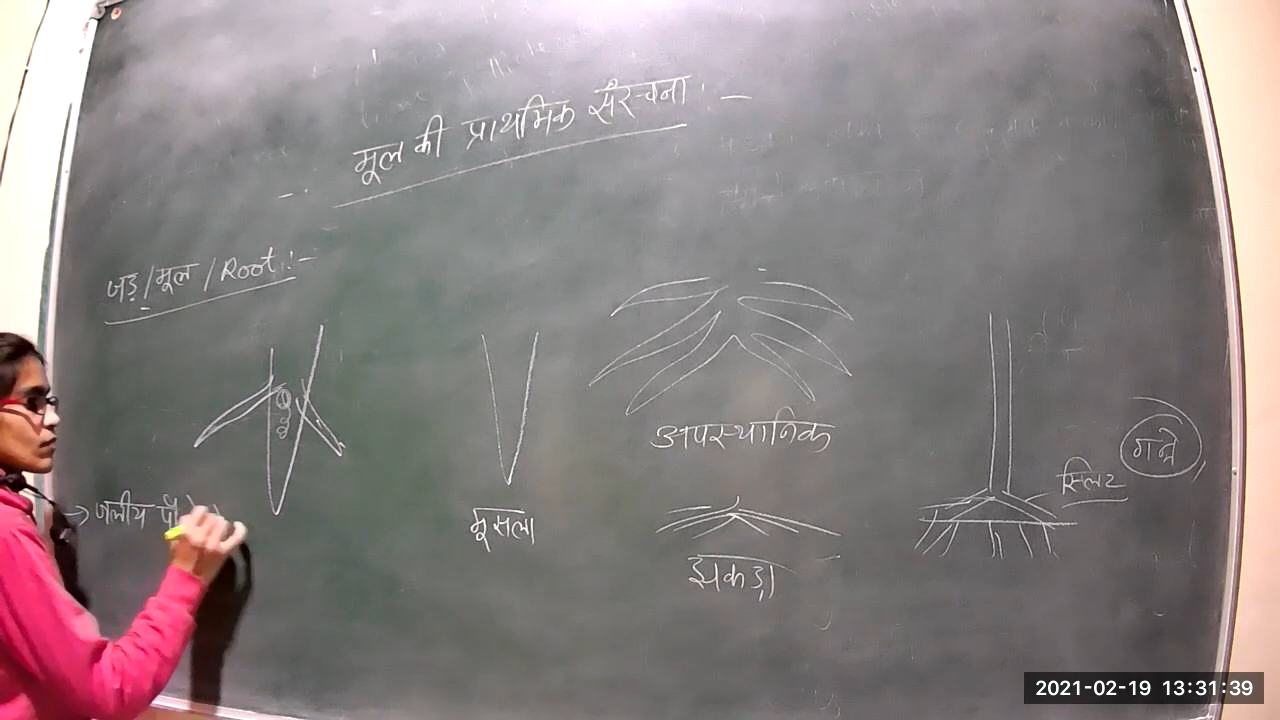 मूल की प्राथमिक संरचना :-
जड़ / मूल / Root :-
अपस्थानिक
गन्ने
स्लिट
→ जलीय
मूसला
झकड़ा
2021-02-19 13:31:39